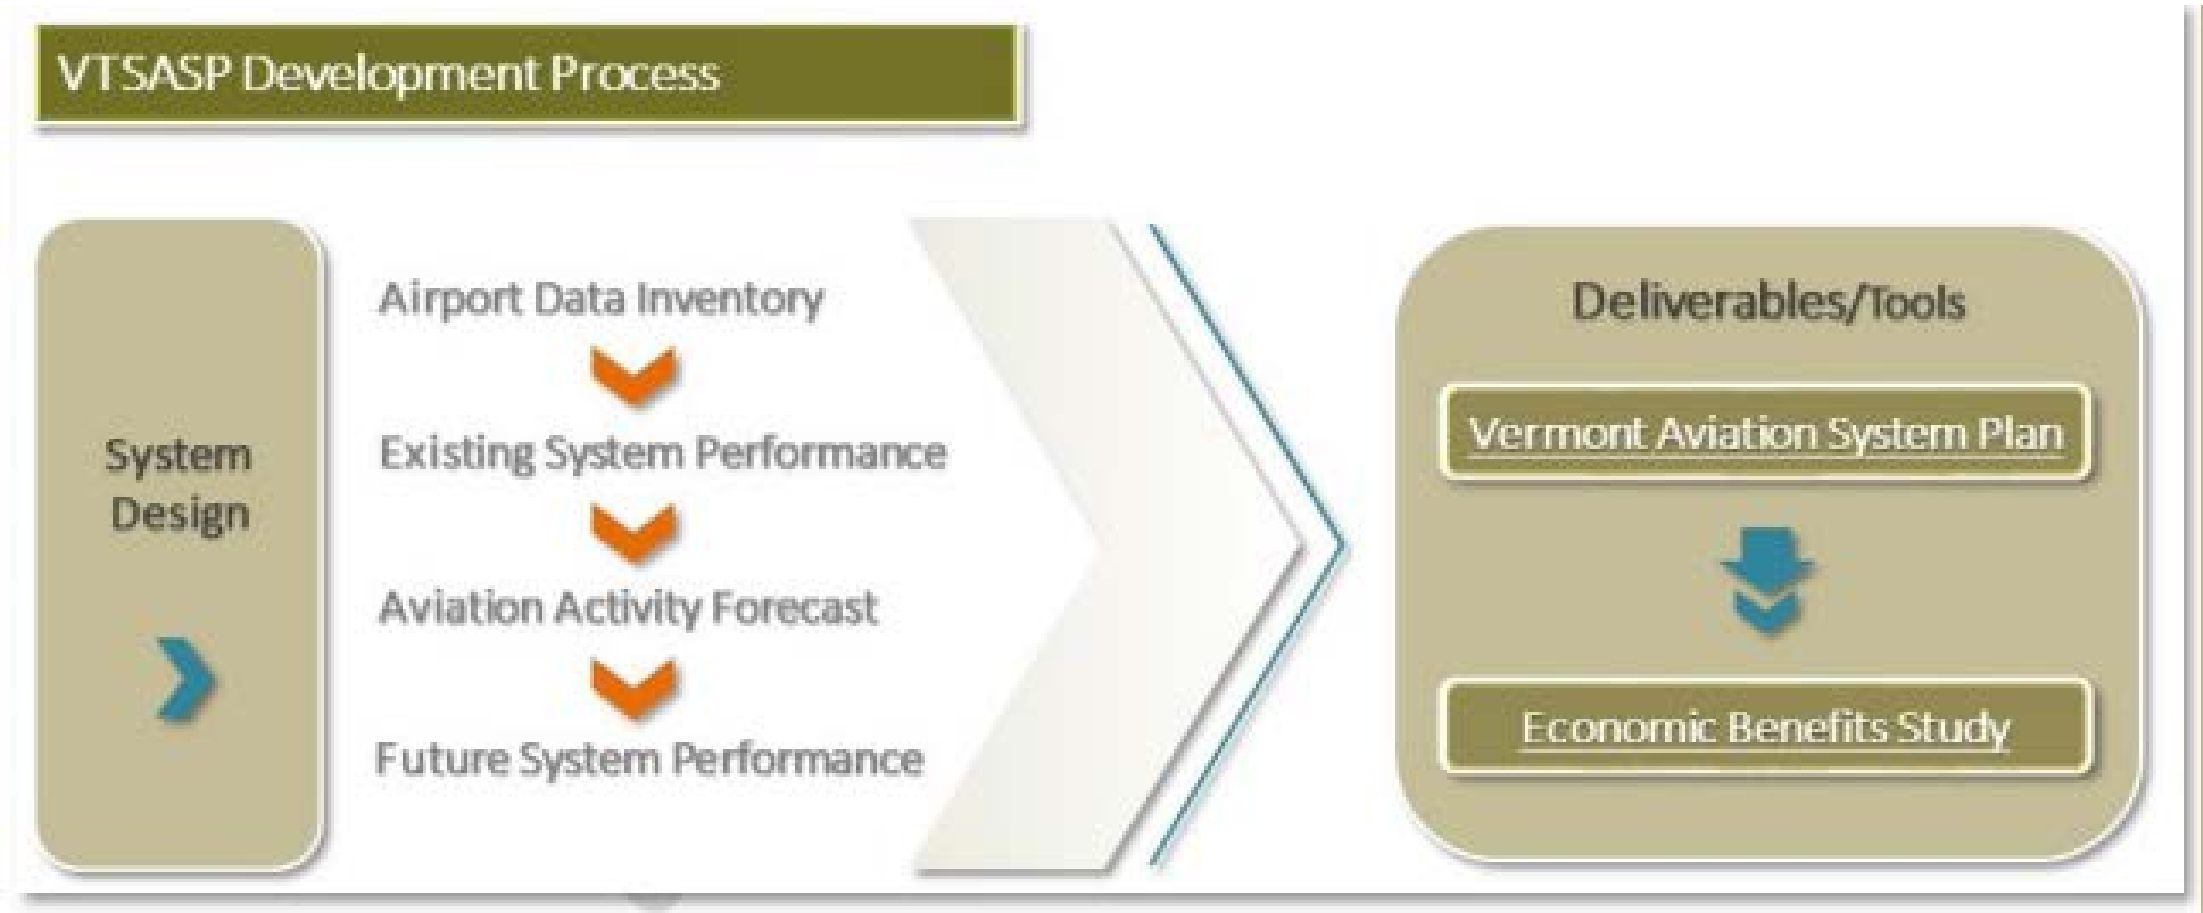 VTSASP Development Process
System
Design
Airport Data Inventory
Existing System Performance
Aviation Activity Forecast
Future System Performance
Deliverables/Tools
Vermont Aviation System Plan
Economic Benefits Study